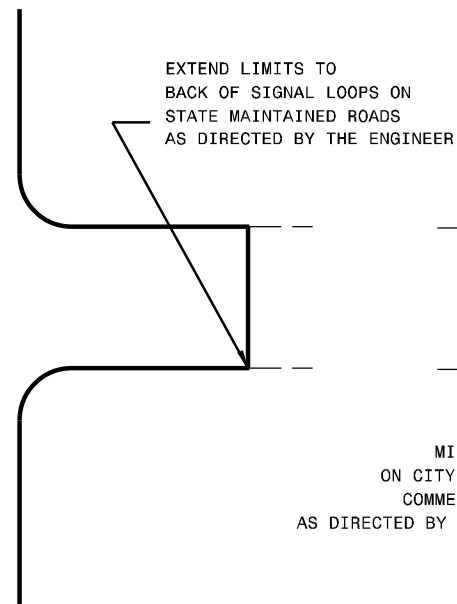 EXTEND LIMITS TO
BACK OF SIGNAL LOOPS ON
STATE MAINTAINED ROADS
AS DIRECTED BY THE ENGINEER
MI
ON CITY
COMME
AS DIRECTED BY